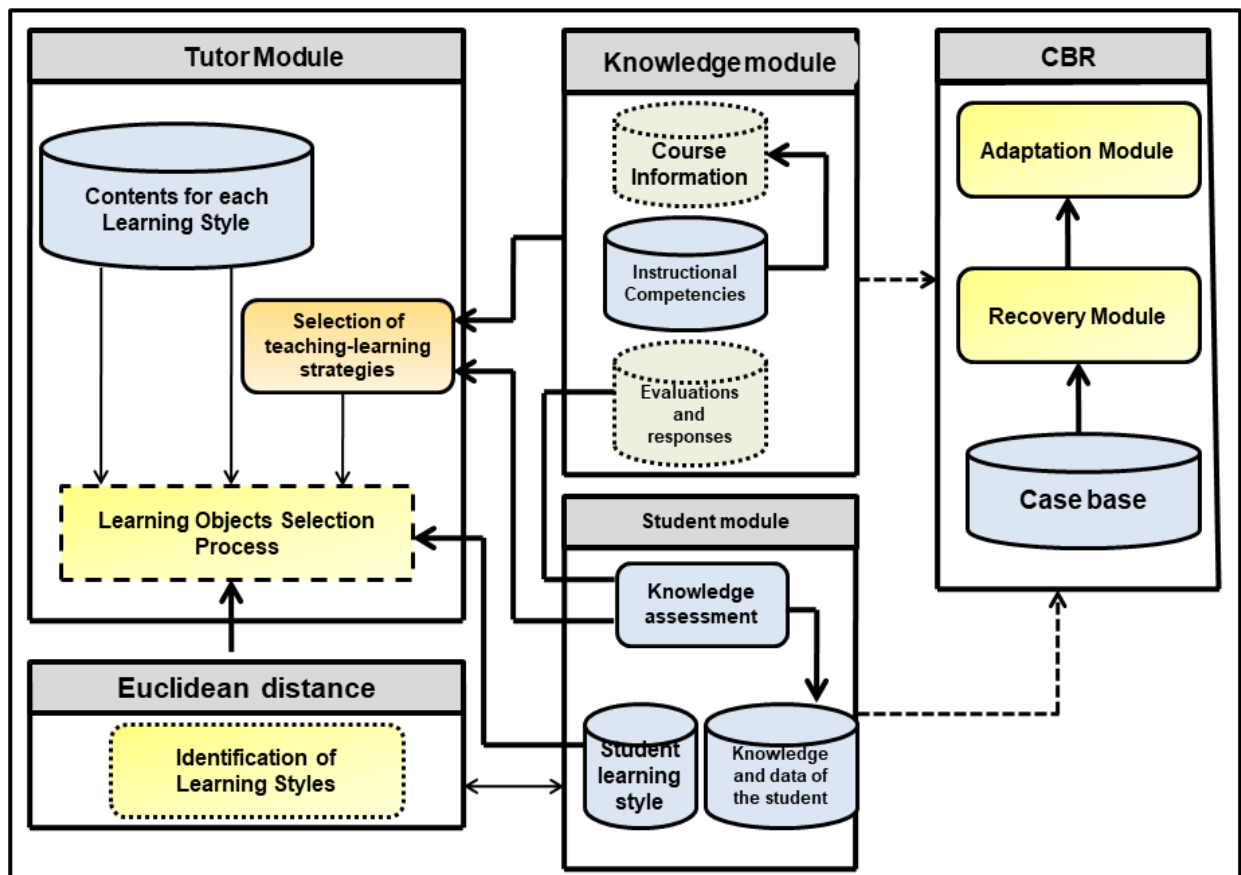 Tutor Module
Contents for each
Learning Style
Selection of
teaching-learning
strategies
Learning Objects Selection
Process
Euclidean distance
Identification of
Learning Styles
Knowledge module
Course
Information
Instructional
Competencies
Evaluations
and
responses
Student module
Knowledge
assessment
Student
learning
style
Knowledge
and data of
the student
CBR
Adaptation Module
Recovery Module
Case base